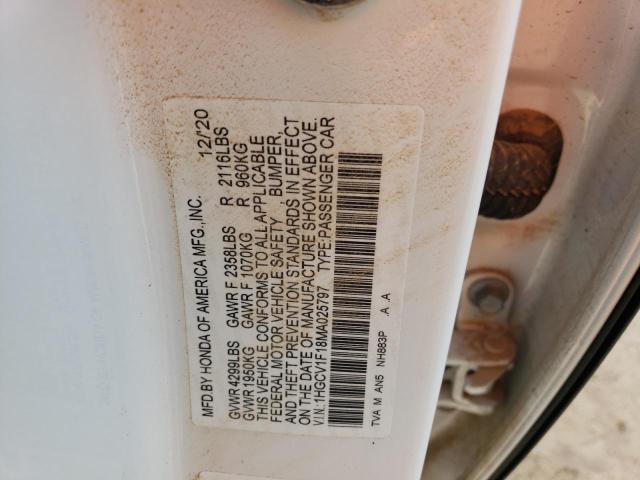 MFD BY HONDA OF AMERICA MFG.,INC. 12/'20
GVWR 4299LBS GAWR F 2358LBS R 2116LBS
GVWR 1950KG GAWR F 1070KG R 960KG
THIS VEHICLE CONFORMS TO ALL APPLICABLE
FEDERAL MOTOR VEHICLE SAFETY , BUMPER,
AND THEFT PREVENTION STANDARDS IN EFFECT
ON THE DATE OF MANUFACTURE SHOWN ABOVE.
V.I.N.:1HGCV1F18MA025797 TYPE:PASSENGER CAR
TVA M AN5 NH883P .A .A